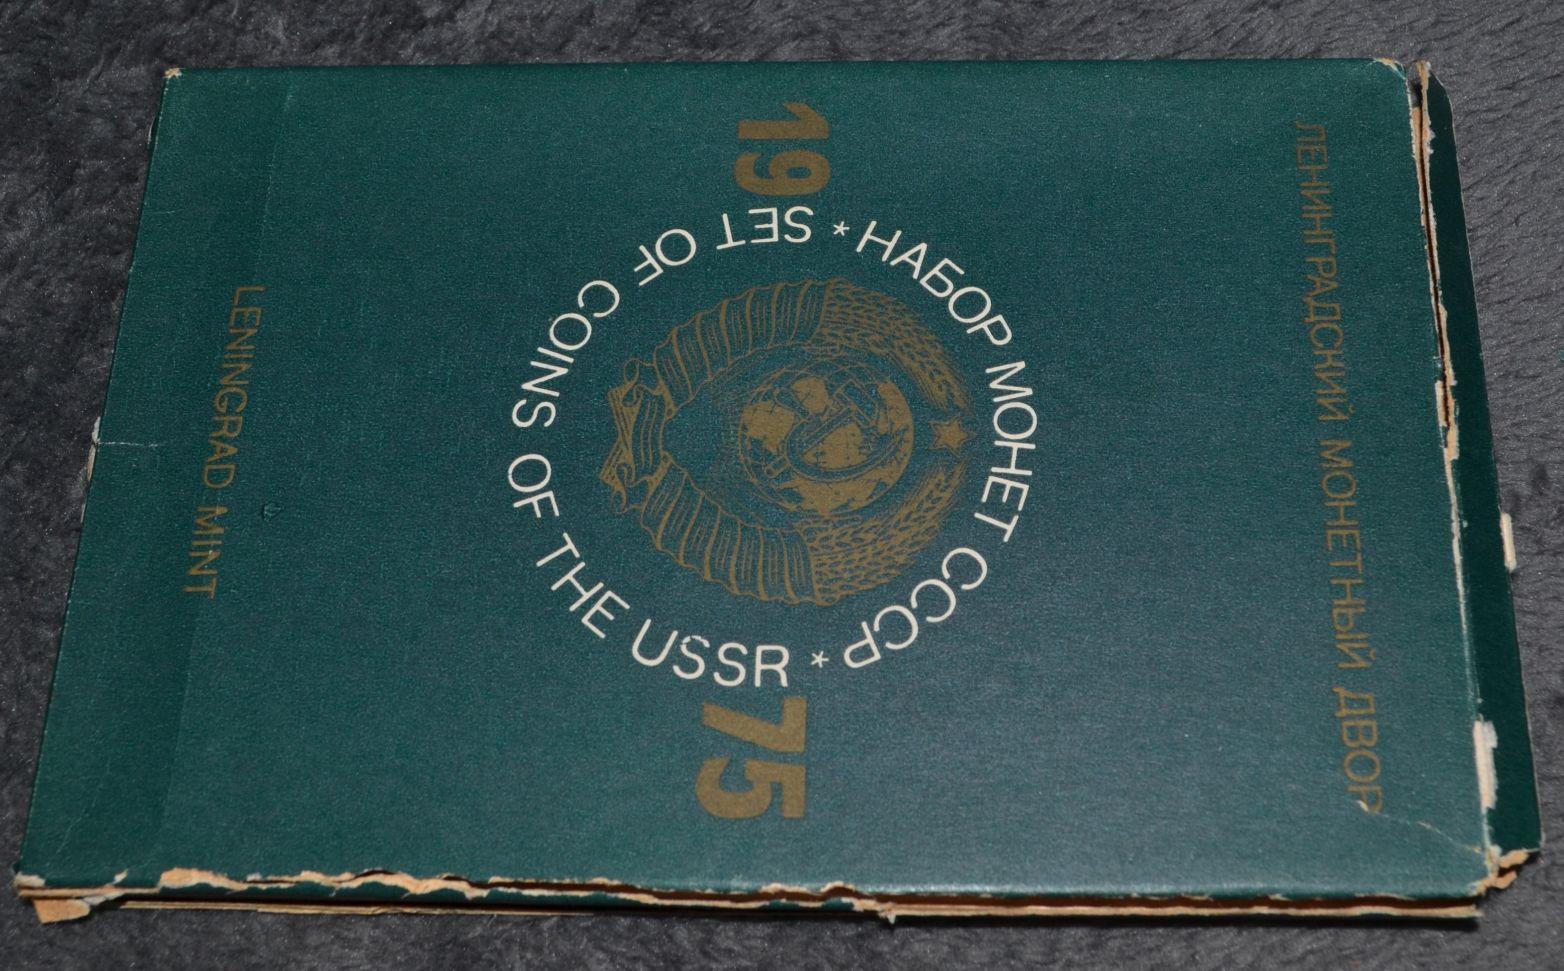 ЛЕНИНГРАДСКИЙ МОНЕТНЫЙ ДВОР
* НАБОР МОНЕТ СССР *
19 75
SET OF COINS OF THE USSR
LENINGRAD MINT